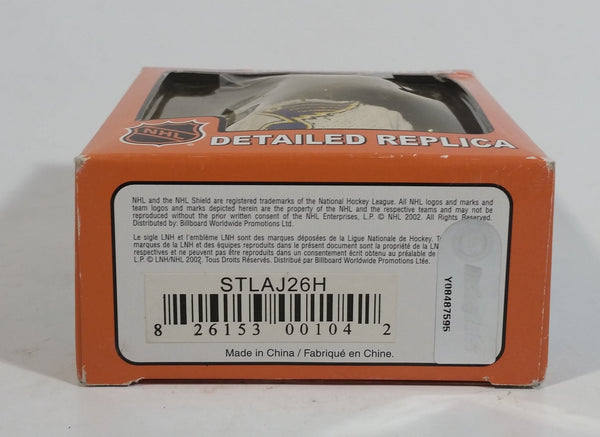 NHL
DETAILED REPLICA
NHL and the NHL Shield are registered trademarks of the National Hockey League. All NHL logos and marks and
team logos and marks depicted herein are the property of the NHL and the respective teams and may not be
reproduced without the prior written consent of NHL Enterprises, L.P. © NHL 2002. All Rights Reserved.
Distributed by: Billboard Worldwide Promotions Ltd.
Le sigle LNH et l'emblème LNH sont des marques déposées de la Ligue Nationale de Hockey.
marques de la LNH et des équipes reproduits dans le présent document sont la propriété de la LN
respectives et ne peuvent pas être reproduits dans un consentement écrit obtenu au préalable de
L.P. © LNH/NHL 2002. Tous Droits Réservés. Distribué par Billboard Worldwide Promotions Ltée.
STLAJ26H
8 26153 00104 2
Made in China / Fabriqué en Chine.
Y08487595